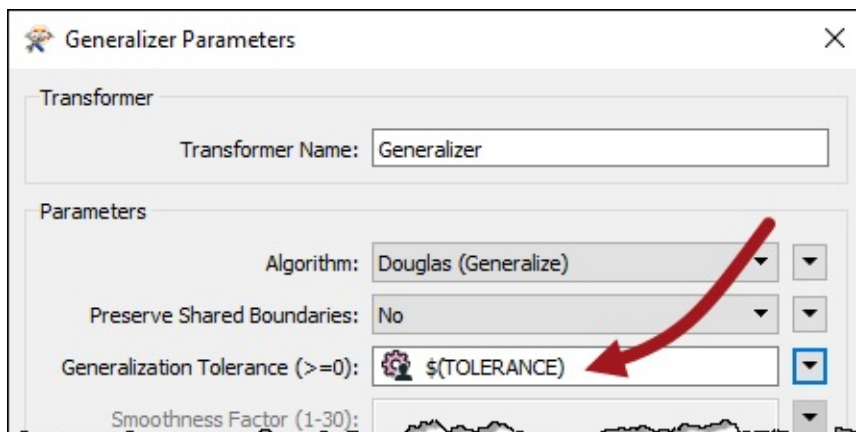 Generalizer Parameters
Transformer
Transformer Name: Generalizer
Parameters
Algorithm: Douglas (Generalize)
Preserve Shared Boundaries: No
Generalization Tolerance (>=0): $(TOLERANCE)
Smoothness Factor (1-30):